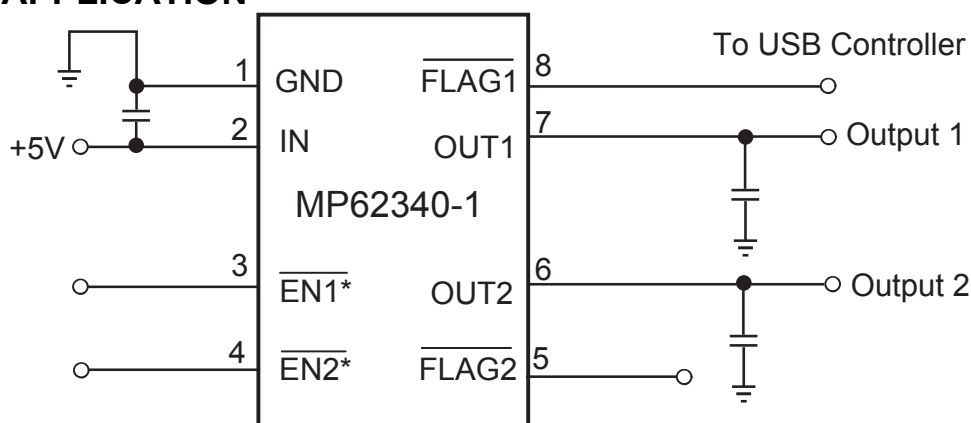 APPLICATION
To USB Controller
1
GND
FLAG1
8
+5V
2
IN
OUT1
7
Output 1
MP62340-1
3
EN1*
OUT2
6
Output 2
4
EN2*
FLAG2
5